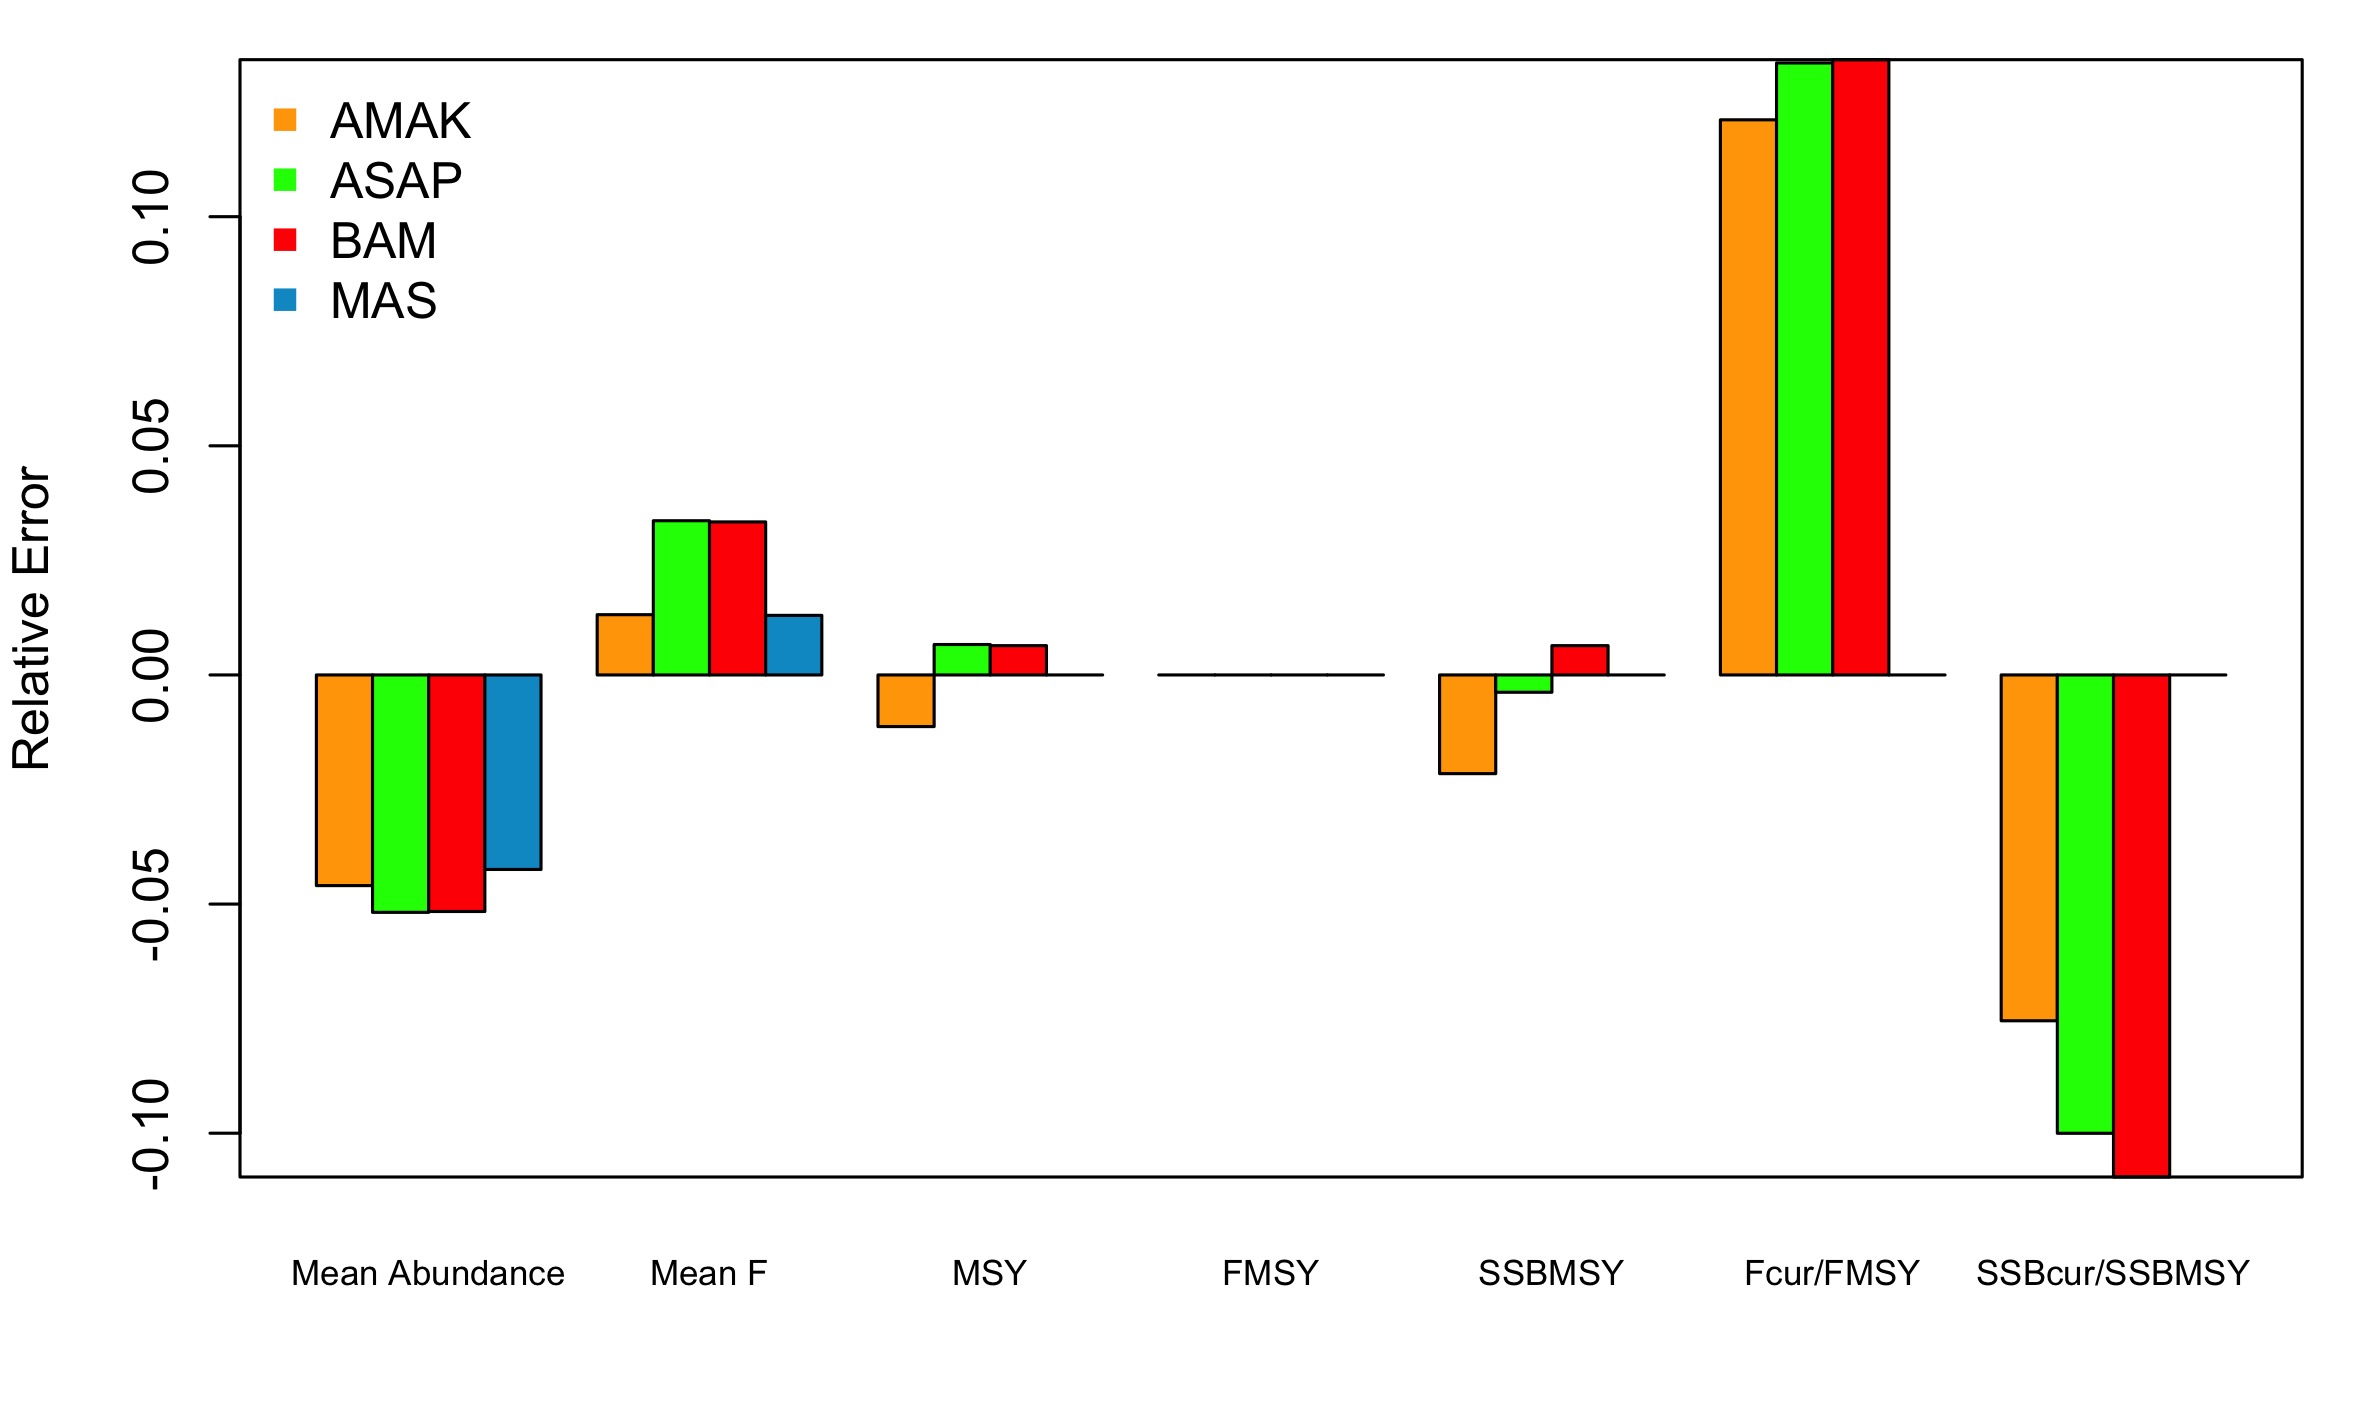 AMAK
ASAP
BAM
MAS
Relative Error
0.10
0.05
0.00
-0.05
-0.10
Mean Abundance
Mean F
MSY
FMSY
SSBMSY
Fcur/FMSY
SSBcur/SSBMSY